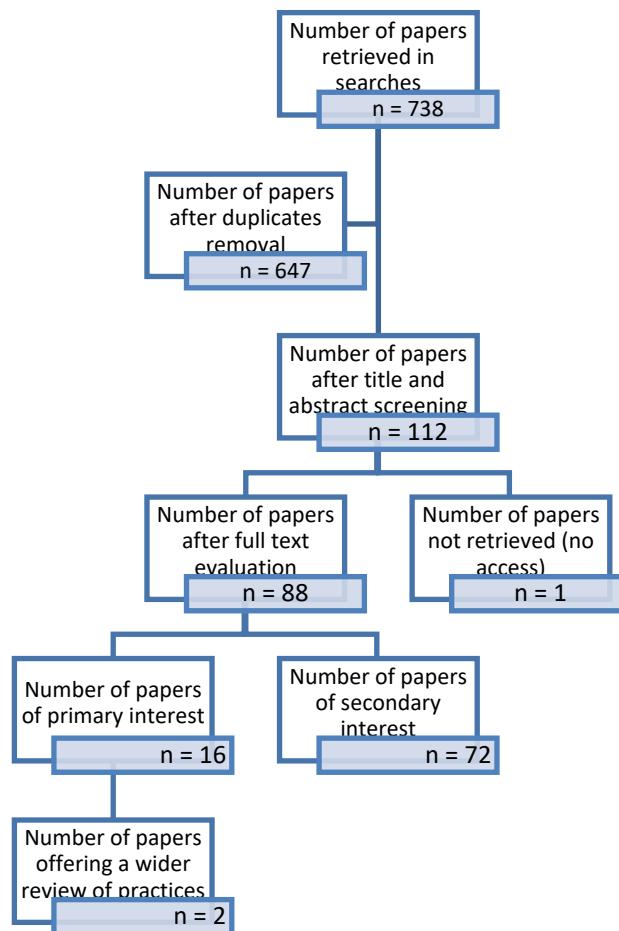 Number of papers
retrieved in
searches
n = 738
Number of papers
after duplicates
removal
n = 647
Number of papers
after title and
abstract screening
n = 112
Number of papers
after full text
evaluation
n = 88
Number of papers
not retrieved (no
access)
n = 1
Number of papers
of primary interest
n = 16
Number of papers
of secondary
interest
n = 72
Number of papers
offering a wider
review of practices
n = 2